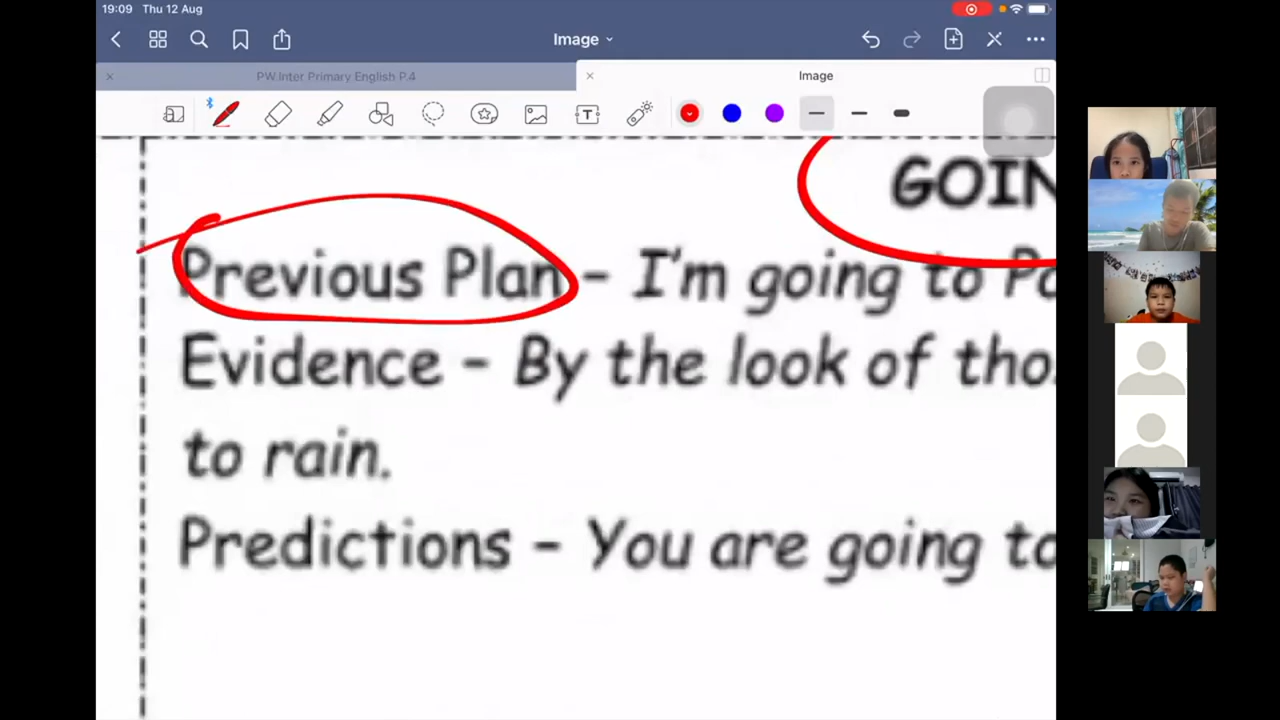 19:09 Thu 12 Aug
Image
PW.Inter Primary English P.4
Image
T
GOIN
Previous Plan – I'm going to Pa
Evidence – By the look of tho
to rain.
Predictions – You are going to